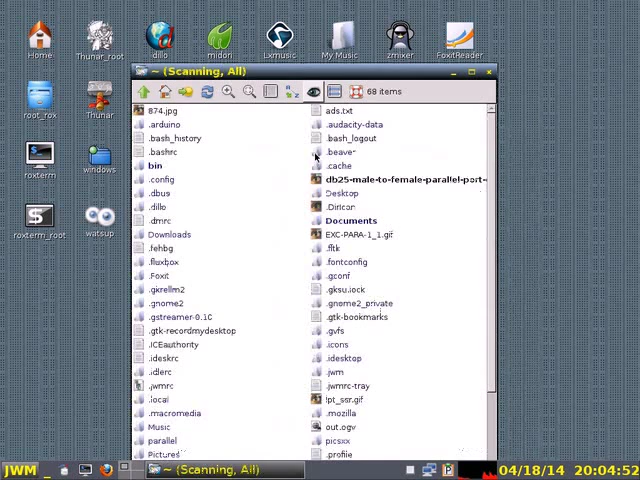 Home
Thunar_root
dillo
midori
Lxmusic
My Music
zmixer
FoxitReader
~ (Scanning, All)
68 items
root_rox
Thunar
roxterm
windows
roxterm_root
watsup
874.jpg
.arduino
.bash_history
.bashrc
bin
.config
.dbus
.dillo
.dmrc
Downloads
.fehbg
.fluxbox
.Foxit
.gkrellm2
.gnome2
.gstreamer-0.10
.gtk-recordmydesktop
.ICEauthority
.ideskrc
.idlerc
.jwmrc
.local
.macromedia
Music
parallel
Pictures
ads.txt
.audacity-data
.bash_logout
.beaver
.cache
db25-male-to-female-parallel-port-
Desktop
.DirIcon
Documents
EXC-PARA-1_1.gif
.fltk
.fontconfig
.gconf
.gksu.lock
.gnome2_private
.gtk-bookmarks
.gvfs
.icons
.idesktop
.jwm
.jwmrc-tray
lpt_ssr.gif
.mozilla
out.ogv
picsxx
.profile
JWM
~ (Scanning, All)
04/18/14 20:04:52